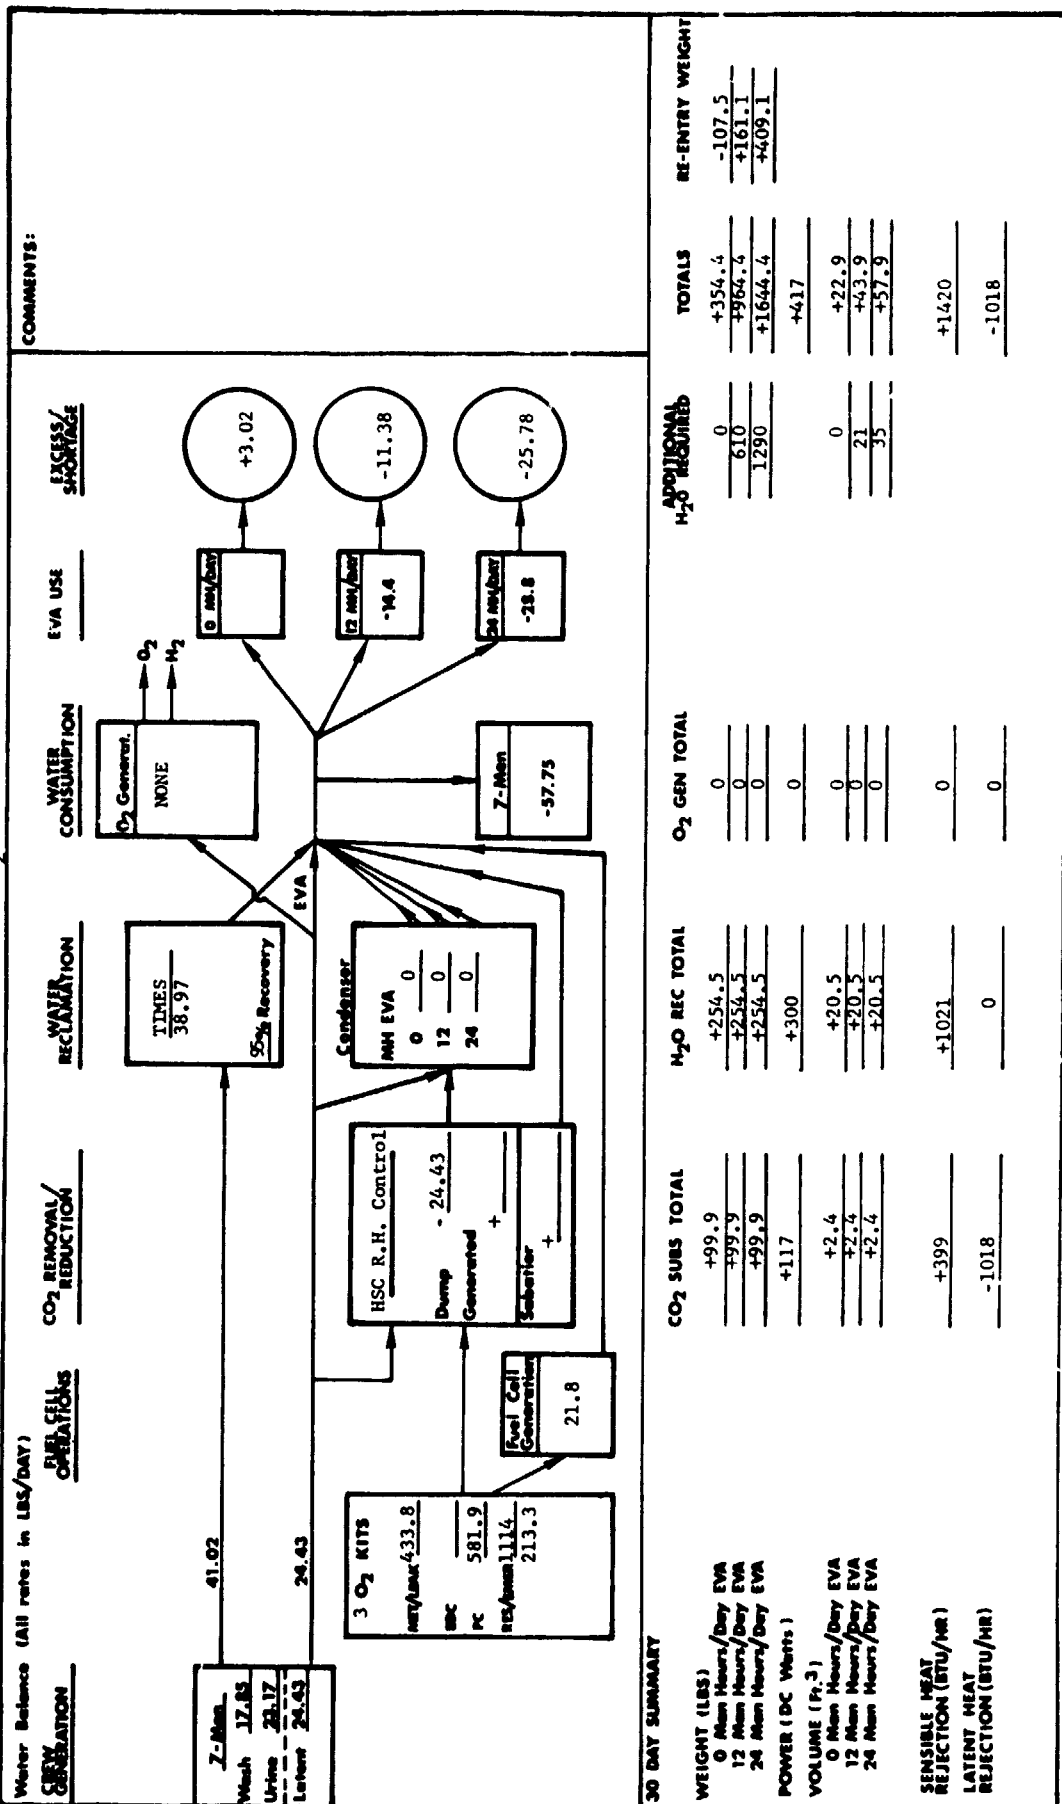 Water Balance (All rates in LBS/DAY)
CREW GENERATION
FUEL CELL OPERATIONS
CO2 REMOVAL/ REDUCTION
WATER RECLAMATION
WATER CONSUMPTION
EVA USE
EXCESS/ SHORTAGE
COMMENTS:
7-Men
Wash 17.85
Urine 23.17
Latent 24.43
41.02
24.43
3 O2 KITS
MET/LEAK 433.8
EDC
FC 581.9
RES/EMER 1114
213.3
Fuel Cell Generation
21.8
HSC R.H. Control
Dump - 24.43
Generated +
Sabatier +
TIMES
38.97
95% Recovery
Condenser
MH EVA
0 0
12 0
24 0
EVA
O2 Generat.
NONE
O2
H2
7-Men
-57.75
0 MH/DAY
12 MH/DAY
-14.4
24 MH/DAY
-28.8
+3.02
-11.38
-25.78
30 DAY SUMMARY
CO2 SUBS TOTAL
H2O REC TOTAL
O2 GEN TOTAL
ADDITIONAL H2O REQUIRED
TOTALS
RE-ENTRY WEIGHT
WEIGHT (LBS)
0 Man Hours/Day EVA +99.9 +254.5 0 0 +354.4 -107.5
12 Man Hours/Day EVA +99.9 +254.5 0 610 +964.4 +161.1
24 Man Hours/Day EVA +99.9 +254.5 0 1290 +1644.4 +409.1
POWER (DC Watts) +117 +300 0 +417
VOLUME (Ft.3)
0 Man Hours/Day EVA +2.4 +20.5 0 0 +22.9
12 Man Hours/Day EVA +2.4 +20.5 0 21 +43.9
24 Man Hours/Day EVA +2.4 +20.5 0 35 +57.9
SENSIBLE HEAT
REJECTION (BTU/HR) +399 +1021 0 +1420
LATENT HEAT
REJECTION (BTU/HR) -1018 0 0 -1018